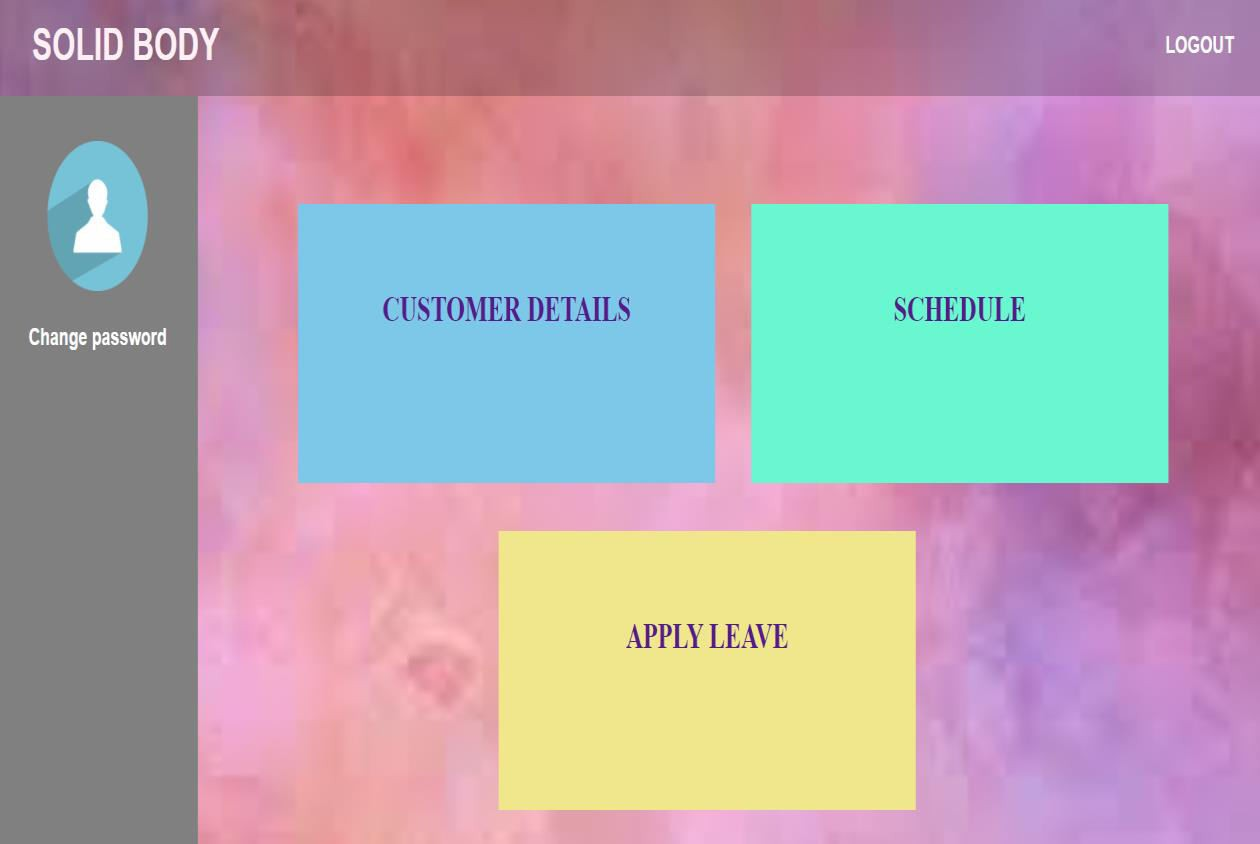 SOLID BODY
LOGOUT
Change password
CUSTOMER DETAILS
SCHEDULE
APPLY LEAVE